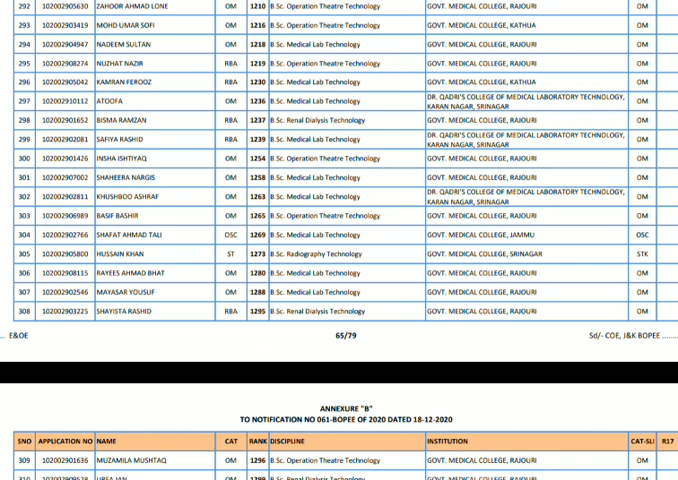 292 102002905630 ZAHOOR AHMAD LONE OM 1210 B.Sc. Operation Theatre Technology GOVT. MEDICAL COLLEGE, RAJOURI OM
293 102002903419 MOHD UMAR SOFI OM 1216 B.Sc. Operation Theatre Technology GOVT. MEDICAL COLLEGE, KATHUA OM
294 102002904947 NADEEM SULTAN OM 1218 B.Sc. Medical Lab Technology GOVT. MEDICAL COLLEGE, RAJOURI OM
295 102002908274 NUZHAT NAZIR RBA 1219 B.Sc. Operation Theatre Technology GOVT. MEDICAL COLLEGE, RAJOURI OM
296 102002905042 KAMRAN FEROOZ RBA 1230 B.Sc. Medical Lab Technology GOVT. MEDICAL COLLEGE, KATHUA OM
297 102002910112 ATOOFA OM 1236 B.Sc. Medical Lab Technology DR. QADRI'S COLLEGE OF MEDICAL LABORATORY TECHNOLOGY, KARAN NAGAR, SRINAGAR OM
298 102002901652 BISMA RAMZAN RBA 1237 B.Sc. Renal Dialysis Technology GOVT. MEDICAL COLLEGE, RAJOURI OM
299 102002902081 SAFIYA RASHID RBA 1239 B.Sc. Medical Lab Technology DR. QADRI'S COLLEGE OF MEDICAL LABORATORY TECHNOLOGY, KARAN NAGAR, SRINAGAR OM
300 102002901426 INSHA ISHTIYAQ OM 1254 B.Sc. Operation Theatre Technology GOVT. MEDICAL COLLEGE, RAJOURI OM
301 102002907002 SHAHEERA NARGIS OM 1258 B.Sc. Medical Lab Technology GOVT. MEDICAL COLLEGE, RAJOURI OM
302 102002902811 KHUSHBOO ASHRAF OM 1263 B.Sc. Medical Lab Technology DR. QADRI'S COLLEGE OF MEDICAL LABORATORY TECHNOLOGY, KARAN NAGAR, SRINAGAR OM
303 102002906989 BASIF BASHIR OM 1265 B.Sc. Operation Theatre Technology GOVT. MEDICAL COLLEGE, RAJOURI OM
304 102002902766 SHAFAT AHMAD TALI OSC 1269 B.Sc. Medical Lab Technology GOVT. MEDICAL COLLEGE, JAMMU OSC
305 102002905800 HUSSAIN KHAN ST 1273 B.Sc. Radiography Technology GOVT. MEDICAL COLLEGE, SRINAGAR STK
306 102002908115 RAYEES AHMAD BHAT OM 1280 B.Sc. Medical Lab Technology GOVT. MEDICAL COLLEGE, RAJOURI OM
307 102002902546 MAYASAR YOUSUF OM 1288 B.Sc. Medical Lab Technology GOVT. MEDICAL COLLEGE, RAJOURI OM
308 102002903225 SHAYISTA RASHID RBA 1295 B.Sc. Renal Dialysis Technology GOVT. MEDICAL COLLEGE, RAJOURI OM
... E&OE 65/79 Sd/- COE, J&K BOPEE ........
ANNEXURE "B"
TO NOTIFICATION NO 061-BOPEE OF 2020 DATED 18-12-2020
SNO APPLICATION NO NAME CAT RANK DISCIPLINE INSTITUTION CAT-SLI R17
309 102002901636 MUZAMILA MUSHTAQ OM 1296 B.Sc. Operation Theatre Technology GOVT. MEDICAL COLLEGE, RAJOURI OM